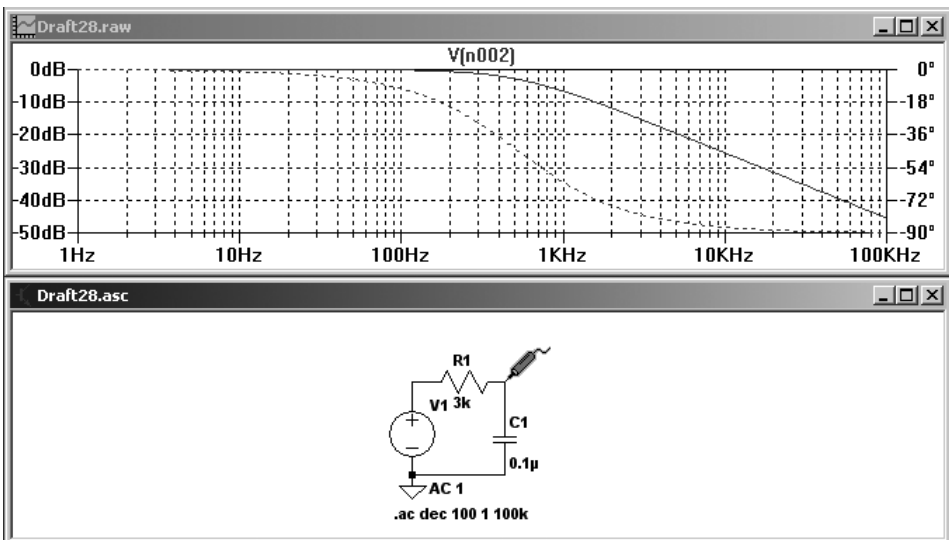 Draft28.raw
V(n002)
0dB
-10dB
-20dB
-30dB
-40dB
-50dB
0°
-18°
-36°
-54°
-72°
-90°
1Hz 10Hz 100Hz 1KHz 10KHz 100KHz
Draft28.asc
R1
3k
V1
C1
0.1µ
AC 1
.ac dec 100 1 100k